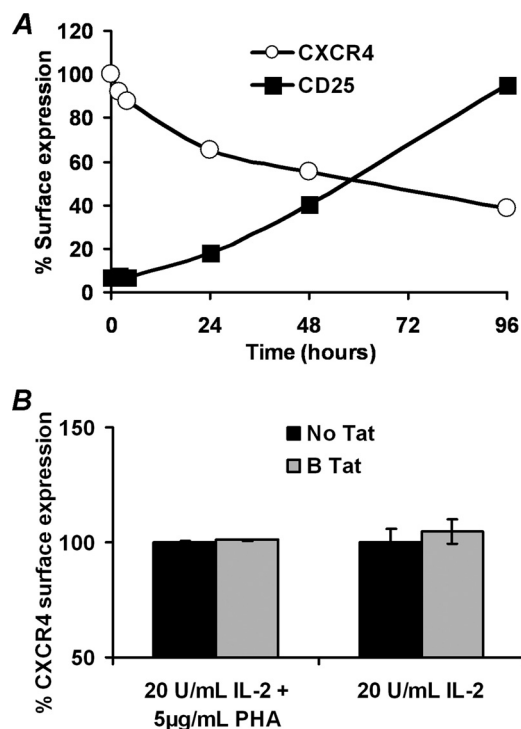 A
120
100
80
60
40
20
0
% Surface expression
CXCR4
CD25
0 24 48 72 96
Time (hours)
B
150
100
50
% CXCR4 surface expression
No Tat
B Tat
20 U/mL IL-2 + 20 U/mL IL-2
5µg/mL PHA